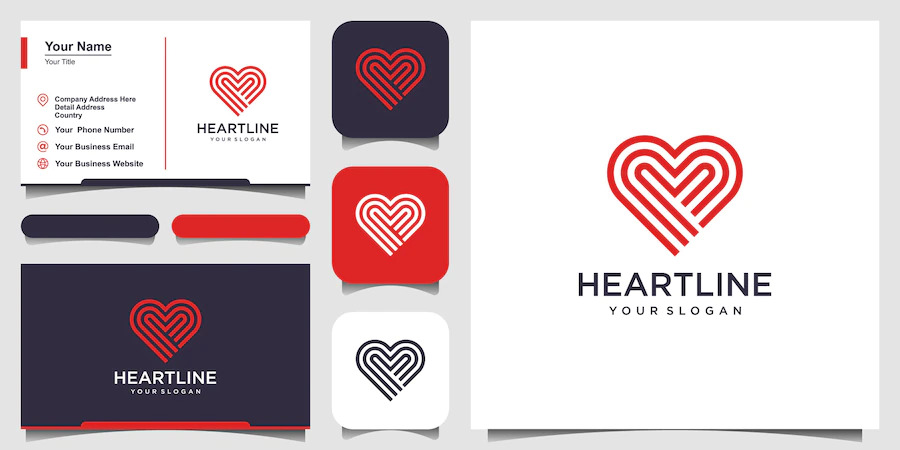 Your Name
Your Title
Company Address Here
Detail Address
Country
Your Phone Number
@
Your Business Email
Your Business Website
HEARTLINE
YOUR SLOGAN
HEARTLINE
YOUR SLOGAN
HEARTLINE
YOUR SLOGAN